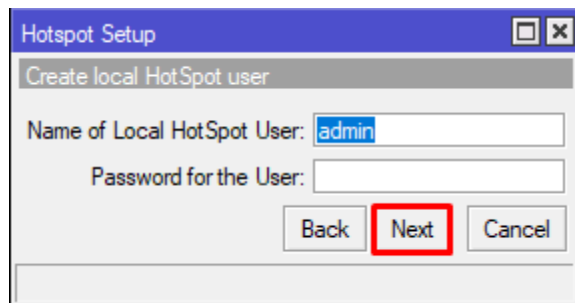 Hotspot Setup
Create local HotSpot user
Name of Local HotSpot User: admin
Password for the User:
Back Next Cancel